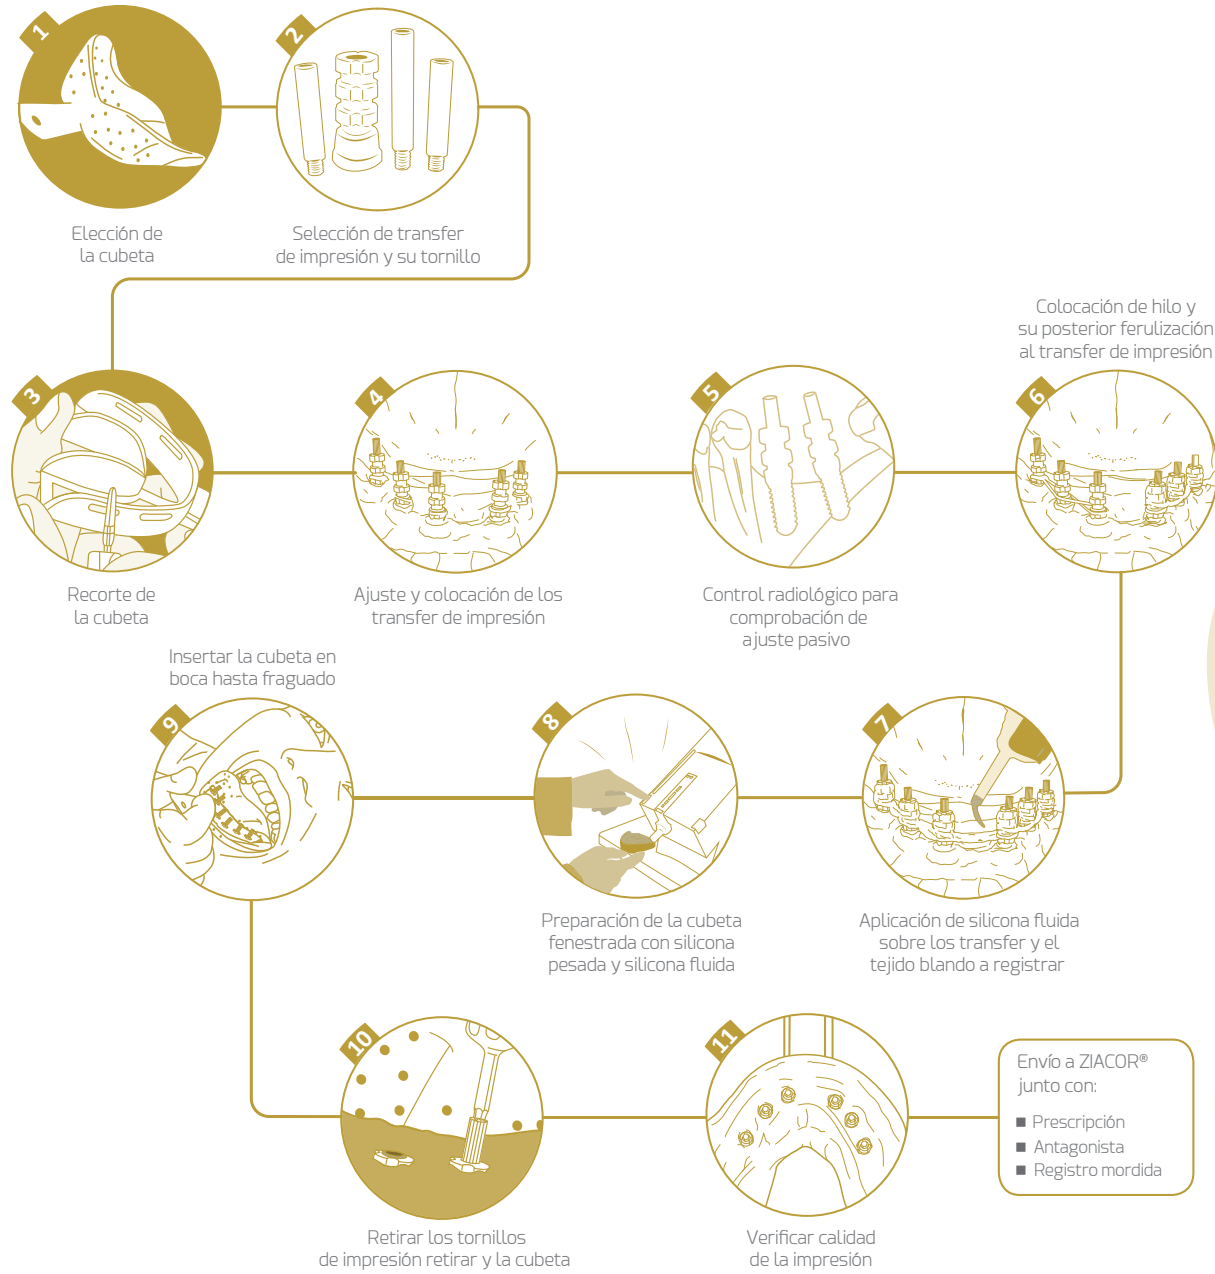 1
Elección de
la cubeta
2
Selección de transfer
de impresión y su tornillo
3
Recorte de
la cubeta
4
Ajuste y colocación de los
transfer de impresión
5
Control radiológico para
comprobación de
ajuste pasivo
Colocación de hilo y
su posterior ferulización
al transfer de impresión
6
7
Aplicación de silicona fluida
sobre los transfer y el
tejido blando a registrar
8
Preparación de la cubeta
fenestrada con silicona
pesada y silicona fluida
Insertar la cubeta en
boca hasta fraguado
9
10
Retirar los tornillos
de impresión retirar y la cubeta
11
Verificar calidad
de la impresión
Envío a ZIACOR®
junto con:
■ Prescripción
■ Antagonista
■ Registro mordida